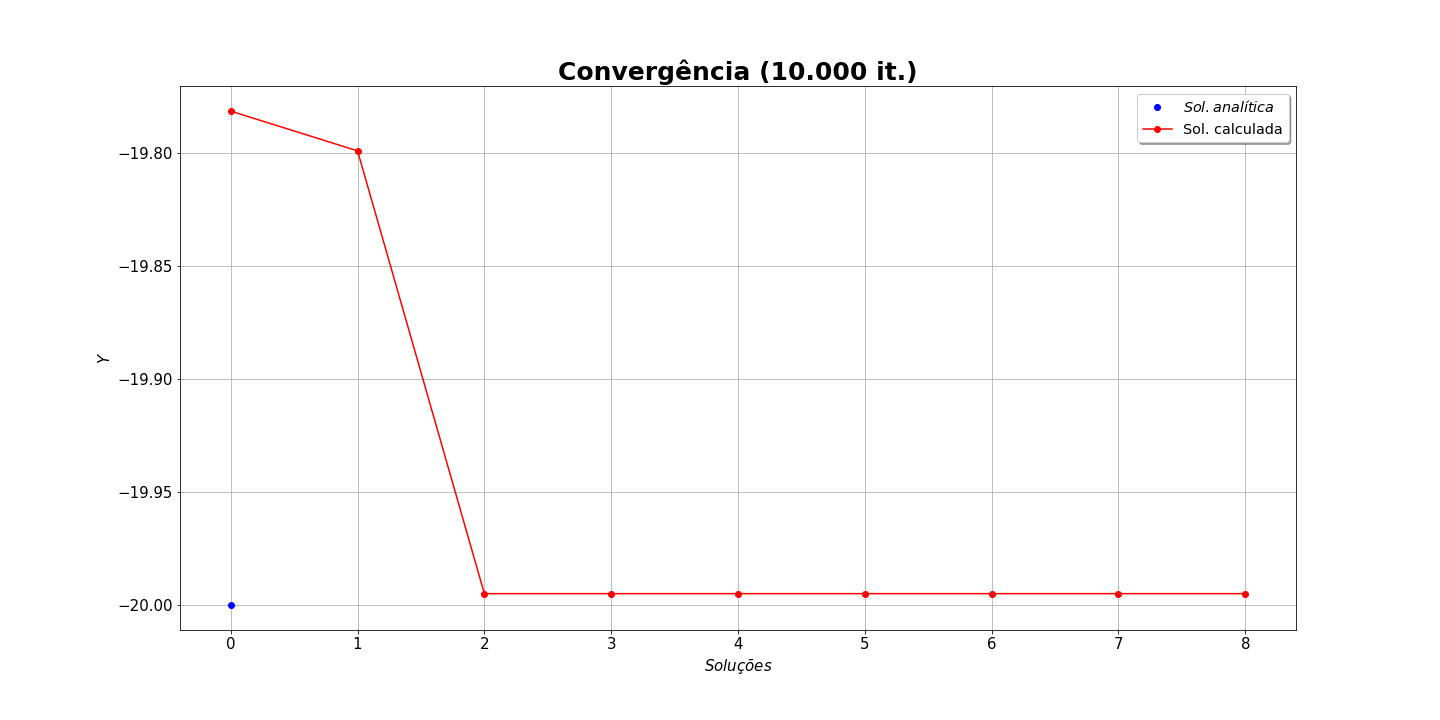 Convergência (10.000 it.)
Sol. analítica
Sol. calculada
−19.80
−19.85
−19.90
−19.95
−20.00
Y
0 1 2 3 4 5 6 7 8
Soluções